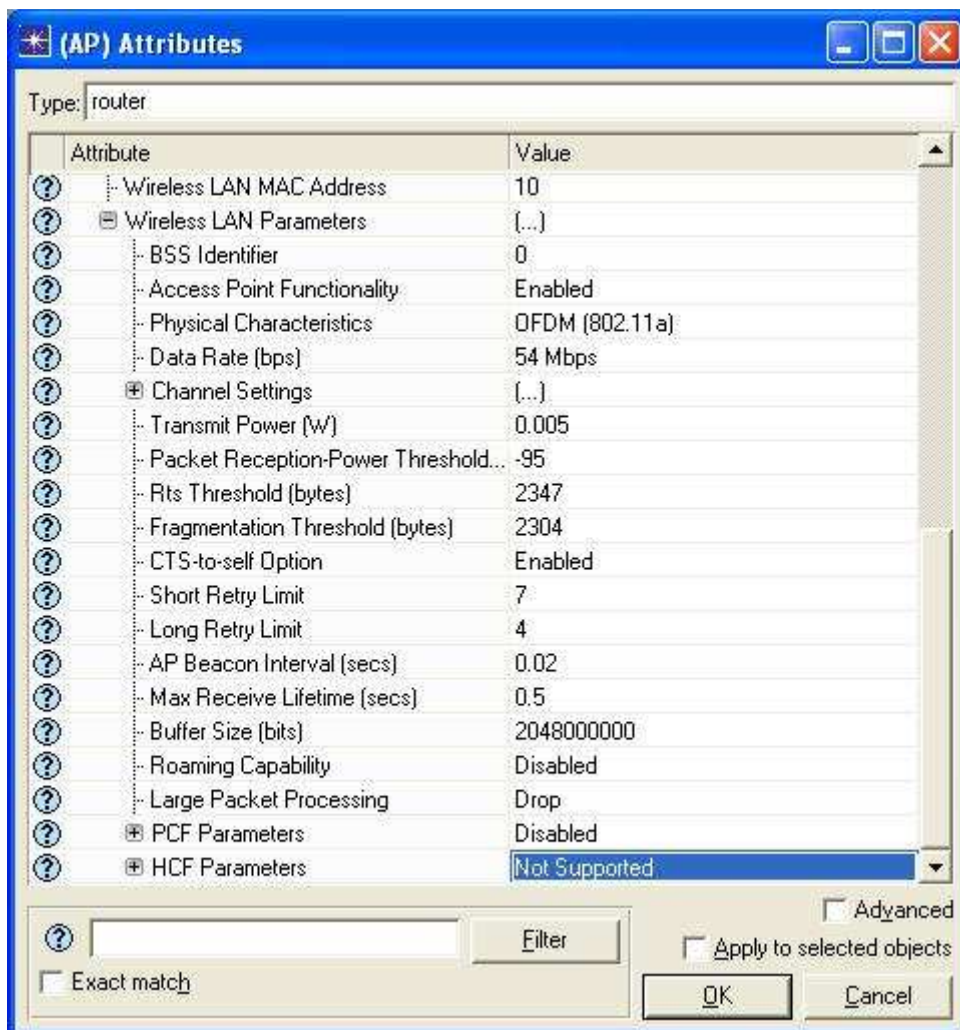 (AP) Attributes
Type: router
Attribute Value
Wireless LAN MAC Address 10
Wireless LAN Parameters (...)
BSS Identifier 0
Access Point Functionality Enabled
Physical Characteristics OFDM (802.11a)
Data Rate (bps) 54 Mbps
Channel Settings (...)
Transmit Power (W) 0.005
Packet Reception-Power Threshold... -95
Rts Threshold (bytes) 2347
Fragmentation Threshold (bytes) 2304
CTS-to-self Option Enabled
Short Retry Limit 7
Long Retry Limit 4
AP Beacon Interval (secs) 0.02
Max Receive Lifetime (secs) 0.5
Buffer Size (bits) 2048000000
Roaming Capability Disabled
Large Packet Processing Drop
PCF Parameters Disabled
HCF Parameters Not Supported
Advanced
Filter
Apply to selected objects
Exact match
OK Cancel